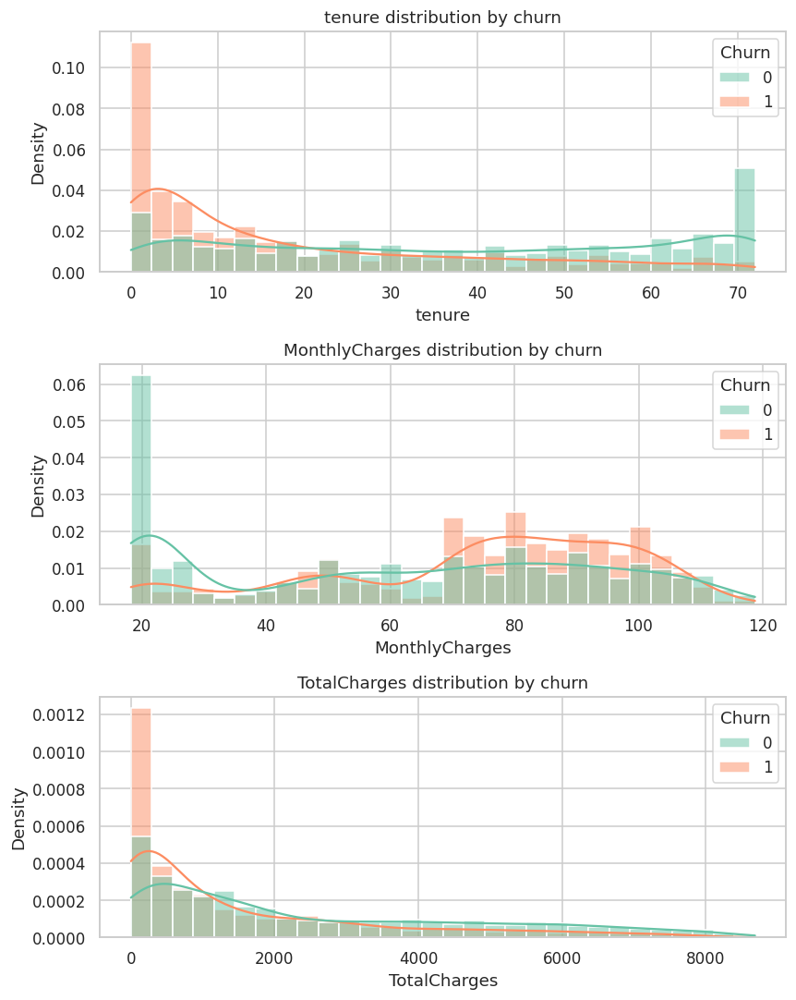 tenure distribution by churn
Density
0.10
0.08
0.06
0.04
0.02
0.00
Churn
0
1
0 10 20 30 40 50 60 70
tenure
MonthlyCharges distribution by churn
Density
0.06
0.05
0.04
0.03
0.02
0.01
0.00
Churn
0
1
20 40 60 80 100 120
MonthlyCharges
TotalCharges distribution by churn
Density
0.0012
0.0010
0.0008
0.0006
0.0004
0.0002
0.0000
Churn
0
1
0 2000 4000 6000 8000
TotalCharges